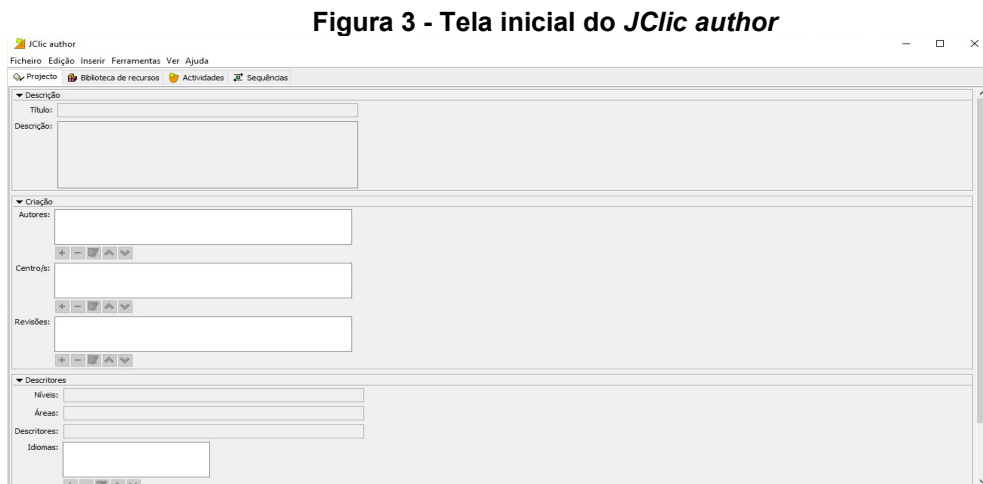 Figura 3 - Tela inicial do JClic author
JClic author
Ficheiro Edição Inserir Ferramentas Ver Ajuda
Projecto Biblioteca de recursos Actividades Sequências
Descrição
Título:
Descrição:
Criação
Autores:
Centro/s:
Revisões:
Descritores
Níveis:
Áreas:
Descritores:
Idiomas: